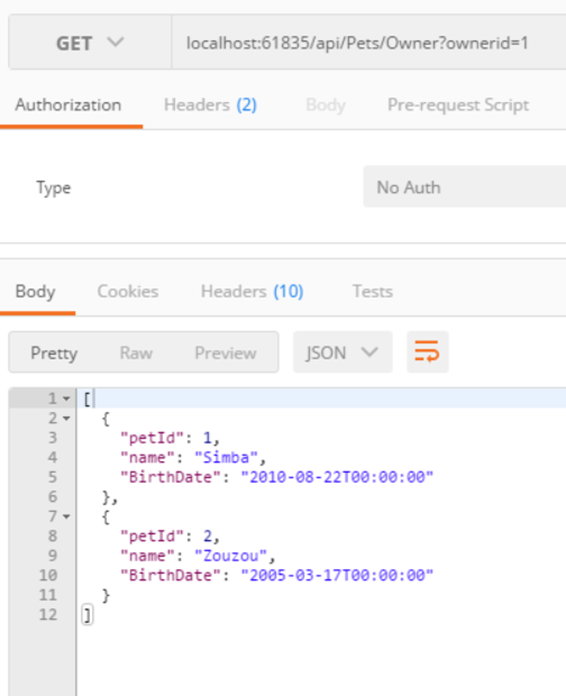 GET localhost:61835/api/Pets/Owner?ownerid=1
Authorization Headers (2) Body Pre-request Script
Type No Auth
Body Cookies Headers (10) Tests
Pretty Raw Preview JSON
1 [
2 {
3 "petId": 1,
4 "name": "Simba",
5 "BirthDate": "2010-08-22T00:00:00"
6 },
7 {
8 "petId": 2,
9 "name": "Zouzou",
10 "BirthDate": "2005-03-17T00:00:00"
11 }
12 ]